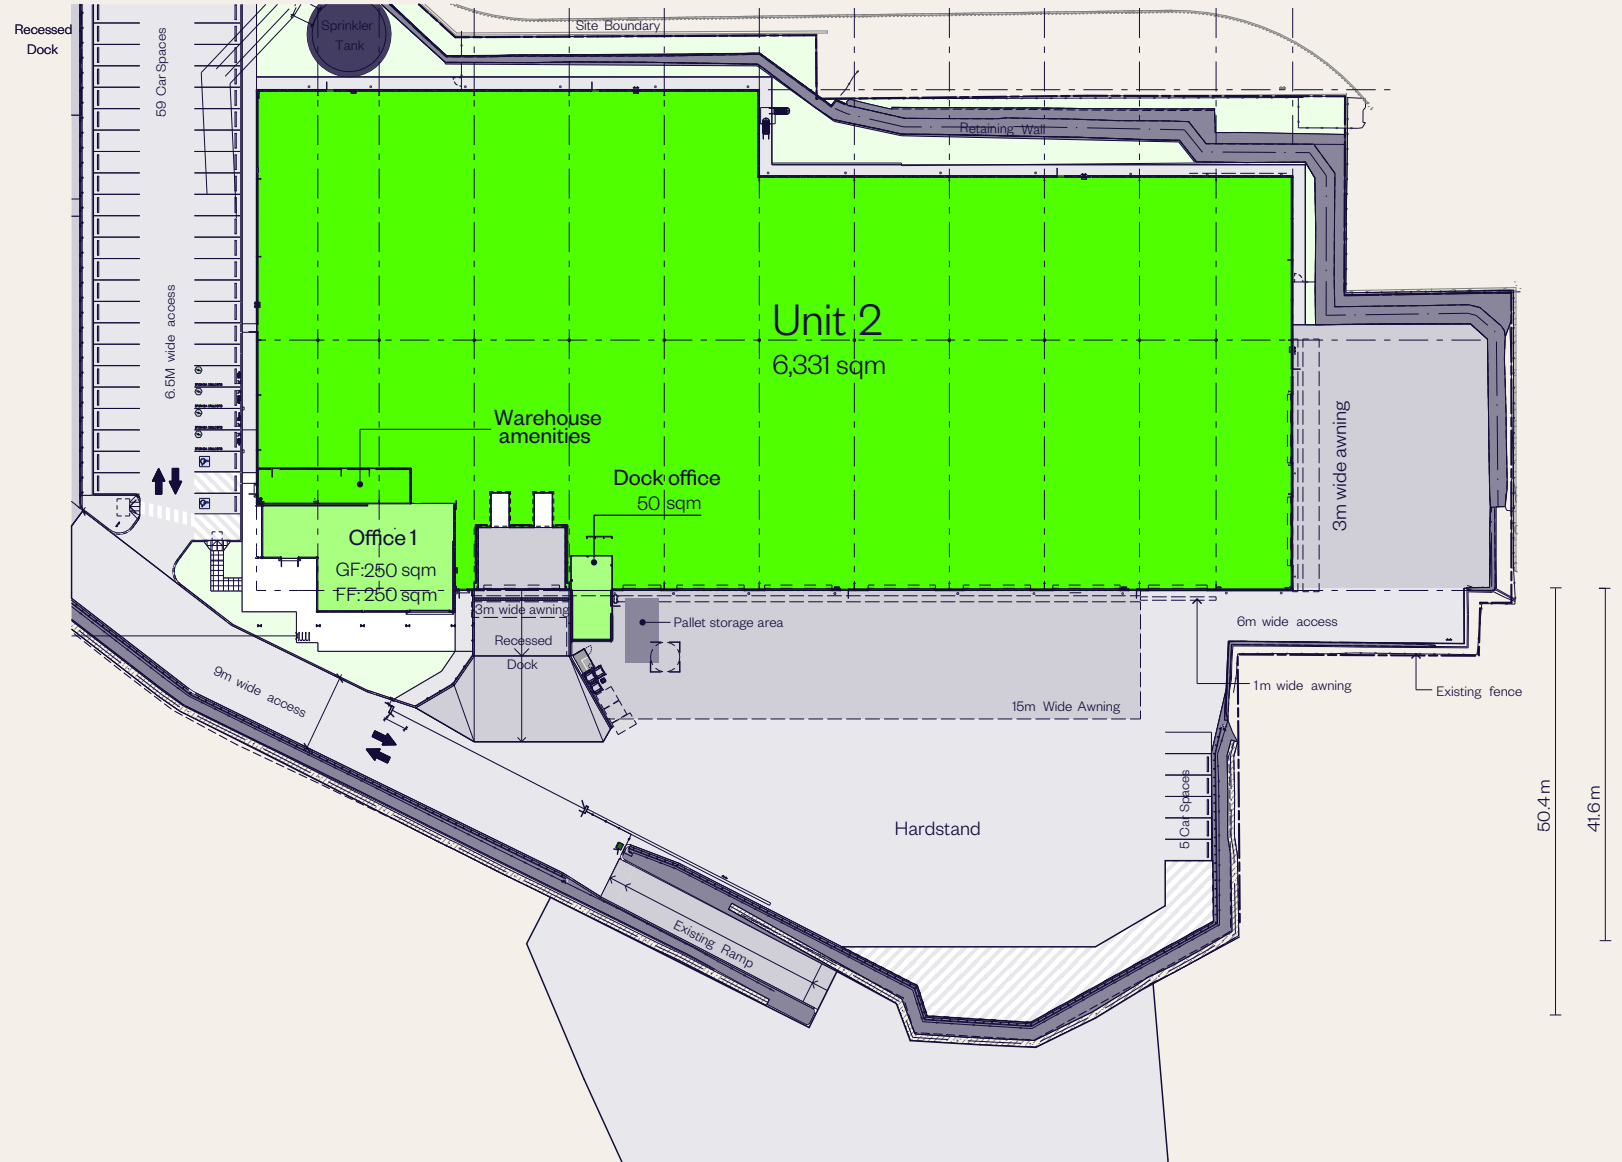 Recessed
Dock
Sprinkler
Tank
Site Boundary
59 Car Spaces
Retaining Wall
6.5M wide access
Unit 2
6,331 sqm
Warehouse
amenities
Dock office
50 sqm
3m wide awning
Office 1
GF:250 sqm
FF: 250 sqm
3m wide awning
Recessed
Dock
Pallet storage area
6m wide access
1m wide awning
Existing fence
9m wide access
15m Wide Awning
5 Car Spaces
50.4 m
41.6 m
Hardstand
Existing Ramp